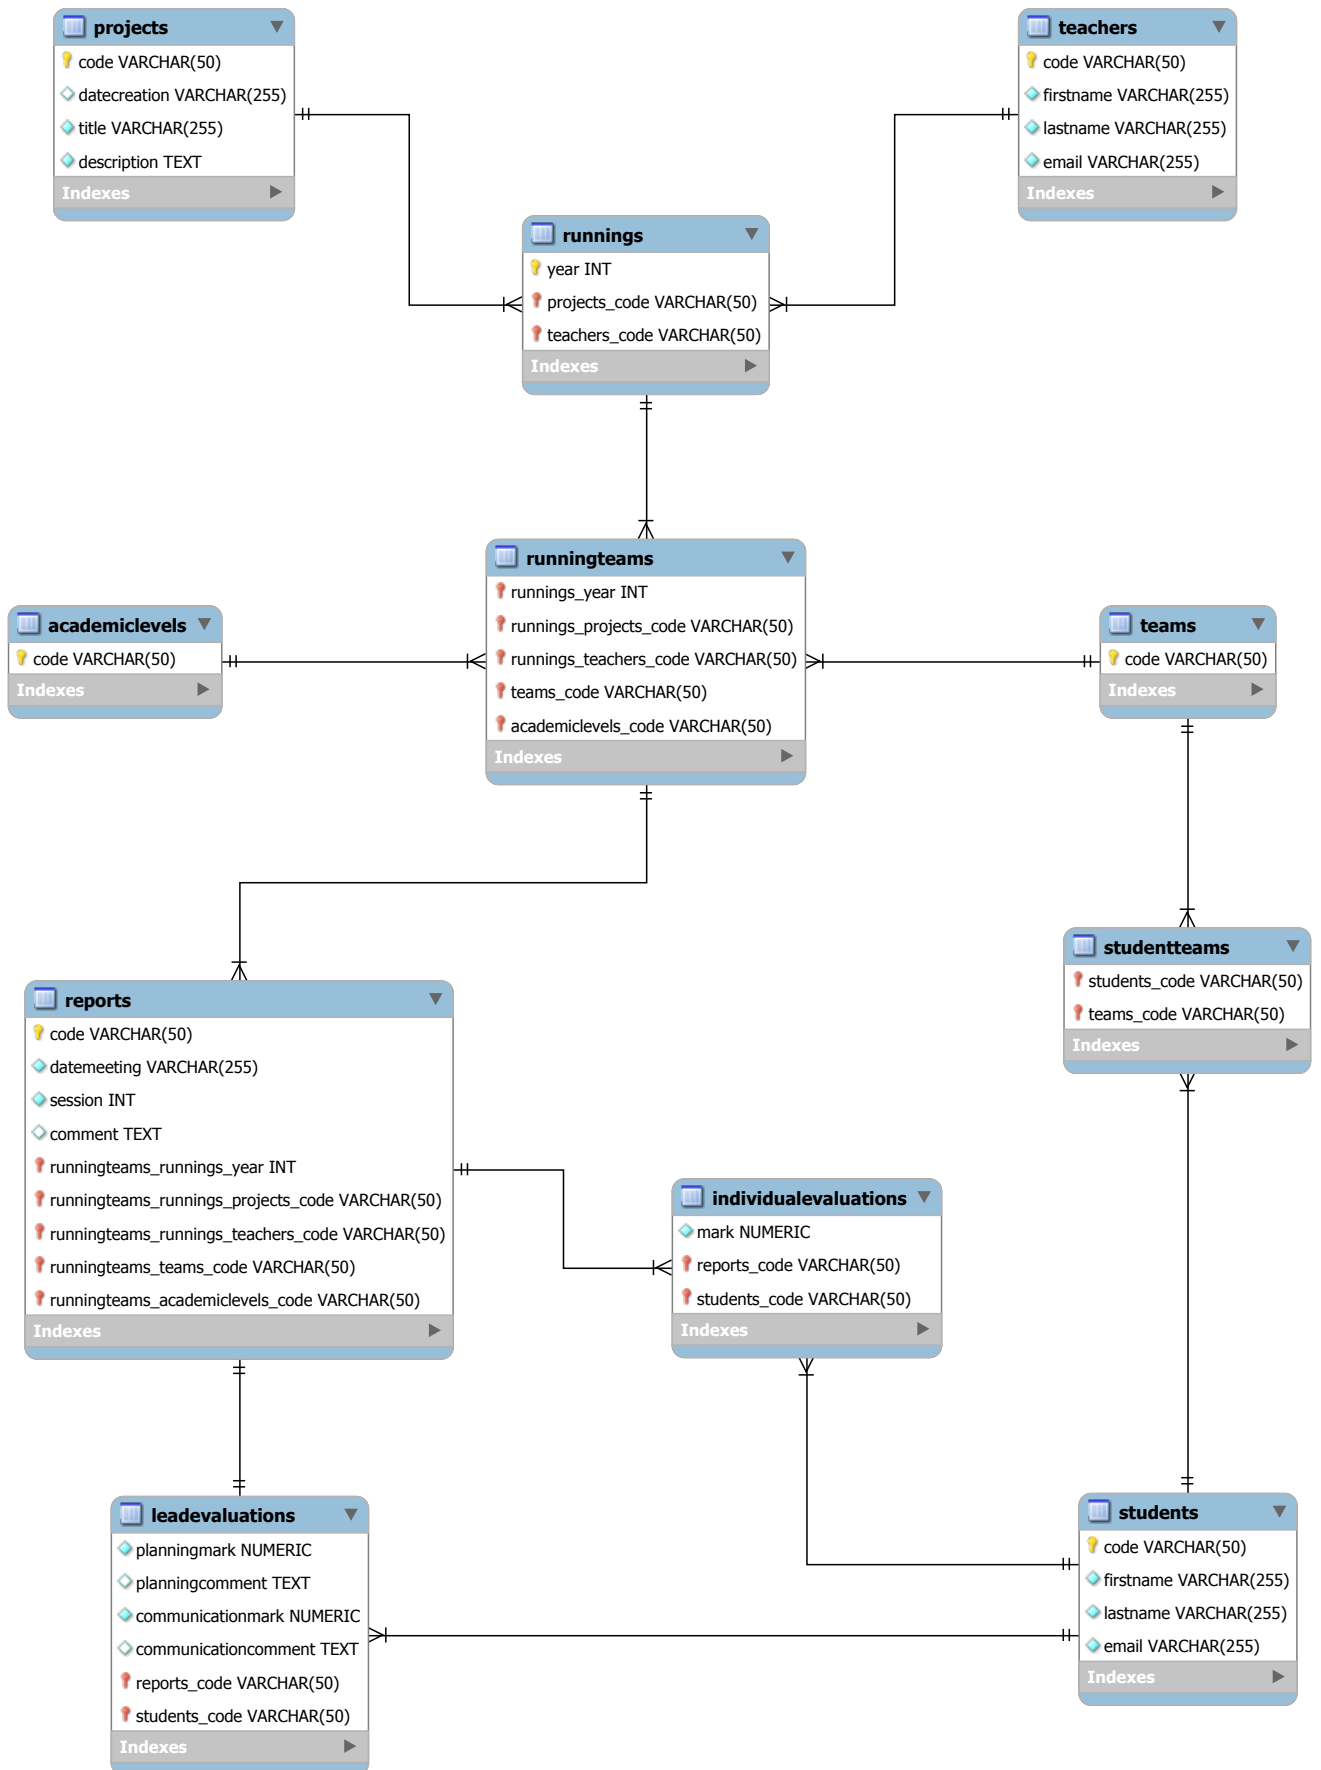 projects
code VARCHAR(50)
datecreation VARCHAR(255)
title VARCHAR(255)
description TEXT
Indexes
teachers
code VARCHAR(50)
firstname VARCHAR(255)
lastname VARCHAR(255)
email VARCHAR(255)
Indexes
runnings
year INT
projects_code VARCHAR(50)
teachers_code VARCHAR(50)
Indexes
runningteams
runnings_year INT
runnings_projects_code VARCHAR(50)
runnings_teachers_code VARCHAR(50)
teams_code VARCHAR(50)
academiclevels_code VARCHAR(50)
Indexes
academiclevels
code VARCHAR(50)
Indexes
teams
code VARCHAR(50)
Indexes
studentteams
students_code VARCHAR(50)
teams_code VARCHAR(50)
Indexes
reports
code VARCHAR(50)
datemeeting VARCHAR(255)
session INT
comment TEXT
runningteams_runnings_year INT
runningteams_runnings_projects_code VARCHAR(50)
runningteams_runnings_teachers_code VARCHAR(50)
runningteams_teams_code VARCHAR(50)
runningteams_academiclevels_code VARCHAR(50)
Indexes
individualevaluations
mark NUMERIC
reports_code VARCHAR(50)
students_code VARCHAR(50)
Indexes
leadevaluations
planningmark NUMERIC
planningcomment TEXT
communicationmark NUMERIC
communicationcomment TEXT
reports_code VARCHAR(50)
students_code VARCHAR(50)
Indexes
students
code VARCHAR(50)
firstname VARCHAR(255)
lastname VARCHAR(255)
email VARCHAR(255)
Indexes